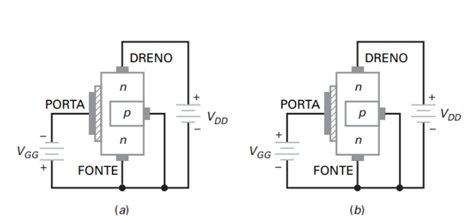 DRENO
n
PORTA
p
n
+
−
V_DD
−
+
V_GG
FONTE
(a)
DRENO
n
PORTA
p
n
+
−
V_DD
+
−
V_GG
FONTE
(b)